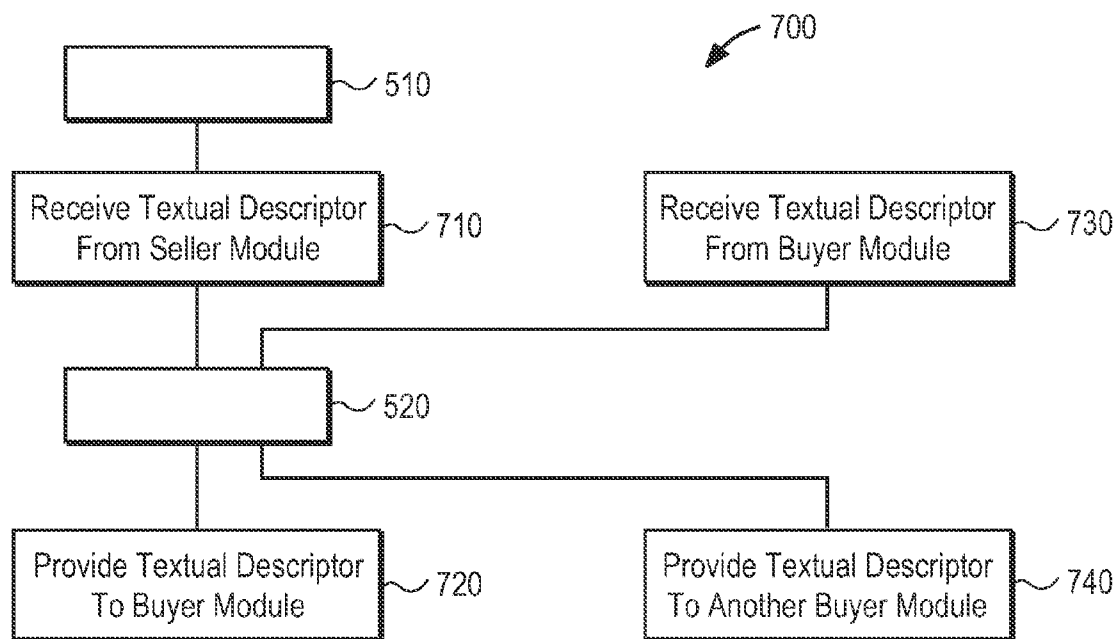 700
510
Receive Textual Descriptor
From Seller Module
710
Receive Textual Descriptor
From Buyer Module
730
520
Provide Textual Descriptor
To Buyer Module
720
Provide Textual Descriptor
To Another Buyer Module
740